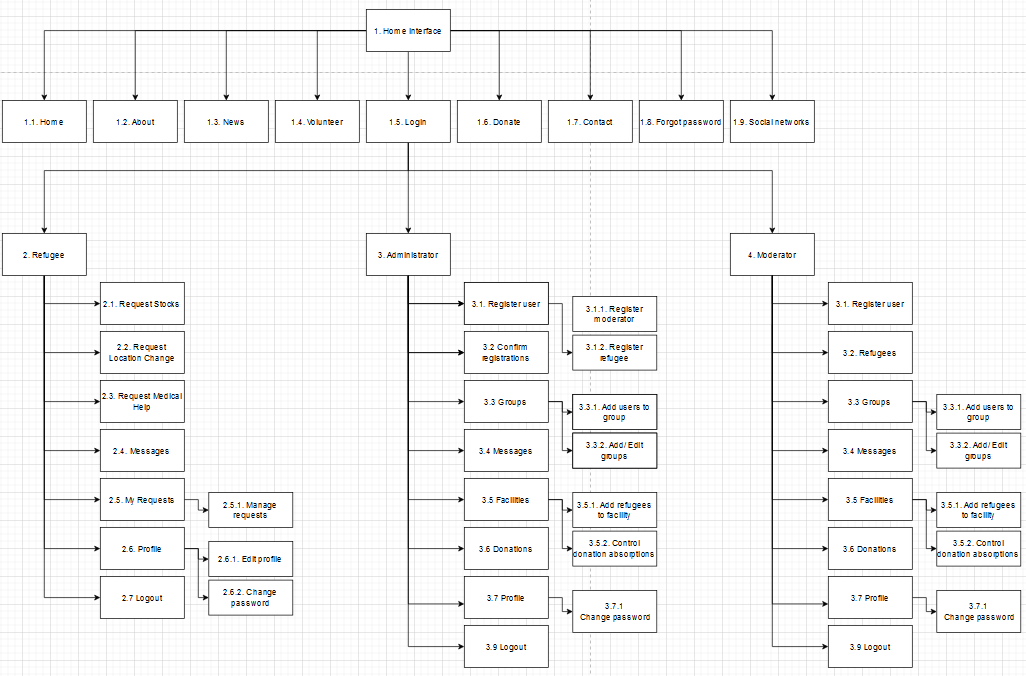 1. Home Interface
1.1. Home
1.2. About
1.3. News
1.4. Volunteer
1.5. Login
1.6. Donate
1.7. Contact
1.8. Forgot password
1.9. Social networks
2. Refugee
3. Administrator
4. Moderator
2.1. Request Stocks
2.2. Request
Location Change
2.3. Request Medical
Help
2.4. Messages
2.5. My Requests
2.5.1. Manage
requests
2.6. Profile
2.6.1. Edit profile
2.6.2. Change
password
2.7 Logout
3.1. Register user
3.1.1. Register
moderator
3.1.2. Register
refugee
3.2 Confirm
registrations
3.3 Groups
3.3.1. Add users to
group
3.3.2. Add/Edit
groups
3.4 Messages
3.5 Facilities
3.5.1. Add refugees
to facility
3.5.2. Control
donation absorptions
3.6 Donations
3.7 Profile
3.7.1
Change password
3.9 Logout
3.1. Register user
3.2. Refugees
3.3 Groups
3.3.1. Add users to
group
3.3.2. Add/Edit
groups
3.4 Messages
3.5 Facilities
3.5.1. Add refugees
to facility
3.5.2. Control
donation absorptions
3.6 Donations
3.7 Profile
3.7.1
Change password
3.9 Logout